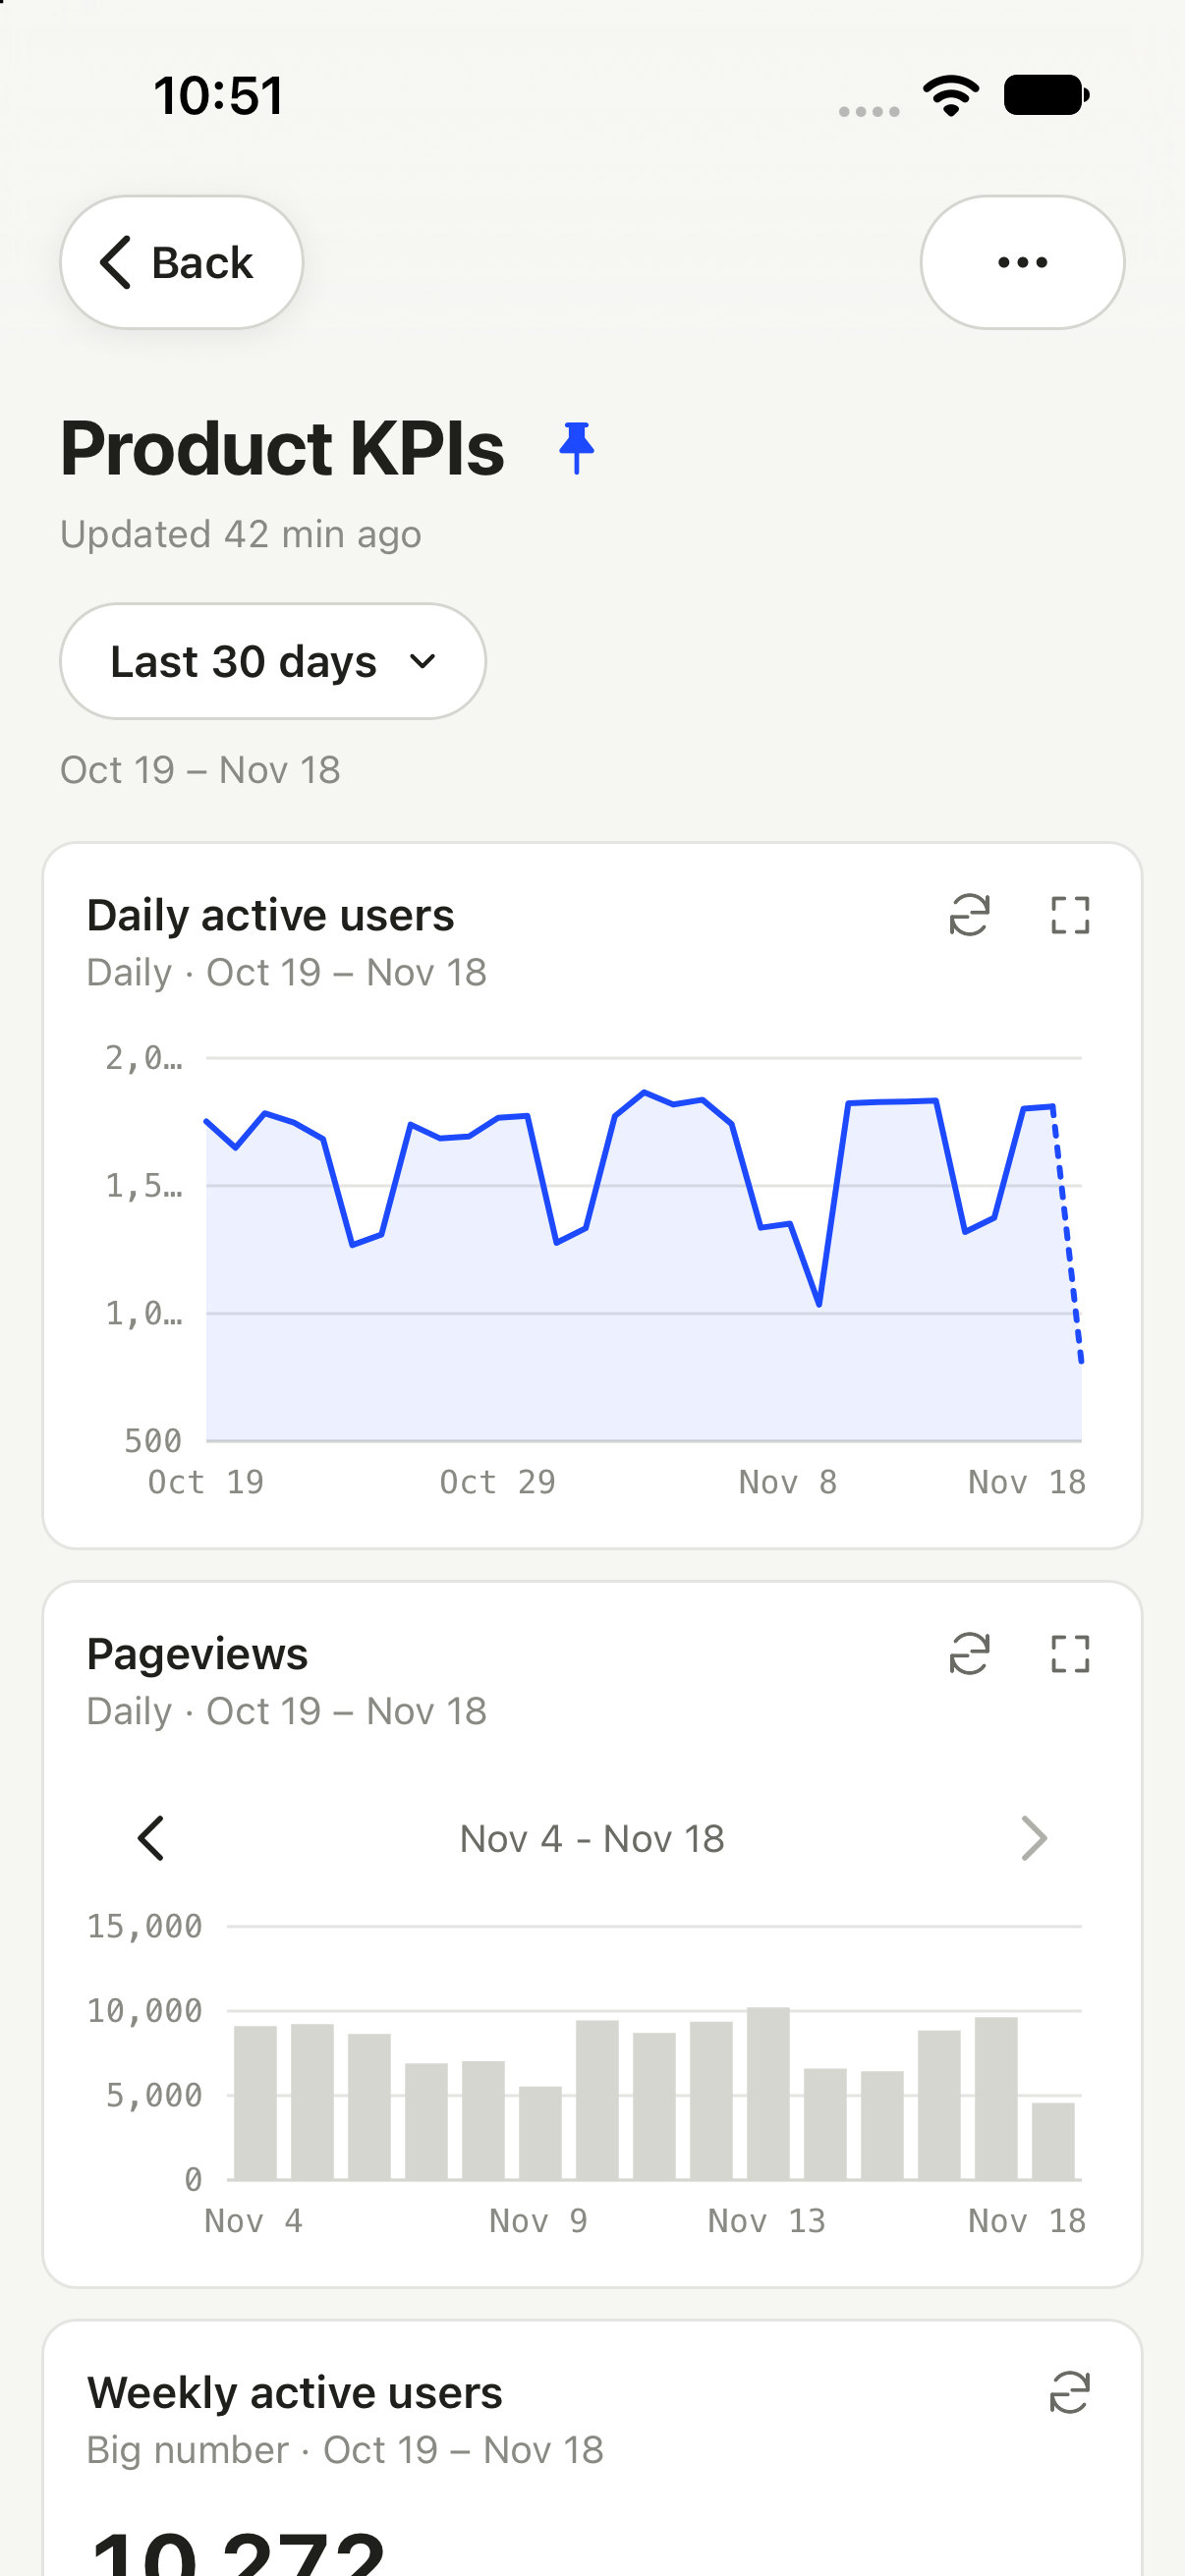 10:51
Back
Product KPIs
Updated 42 min ago
Last 30 days
Oct 19 – Nov 18
Daily active users
Daily · Oct 19 – Nov 18
2,0…
1,5…
1,0…
500
Oct 19 Oct 29 Nov 8 Nov 18
Pageviews
Daily · Oct 19 – Nov 18
Nov 4 - Nov 18
15,000
10,000
5,000
0
Nov 4 Nov 9 Nov 13 Nov 18
Weekly active users
Big number · Oct 19 – Nov 18
10,272